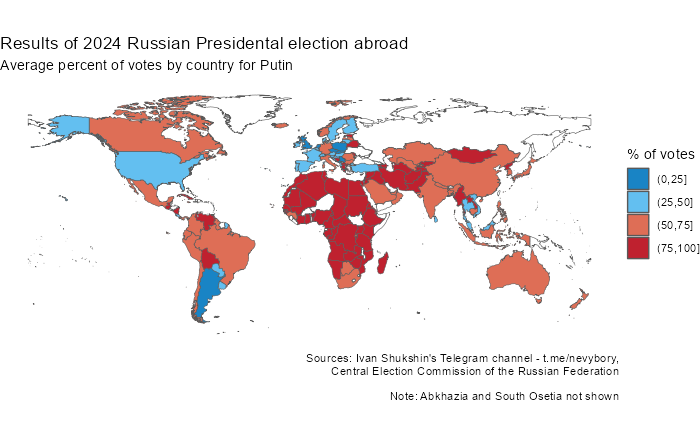 Results of 2024 Russian Presidental election abroad
Average percent of votes by country for Putin
% of votes
(0,25]
(25,50]
(50,75]
(75,100]
Sources: Ivan Shukshin's Telegram channel - t.me/nevybory,
Central Election Commission of the Russian Federation
Note: Abkhazia and South Osetia not shown